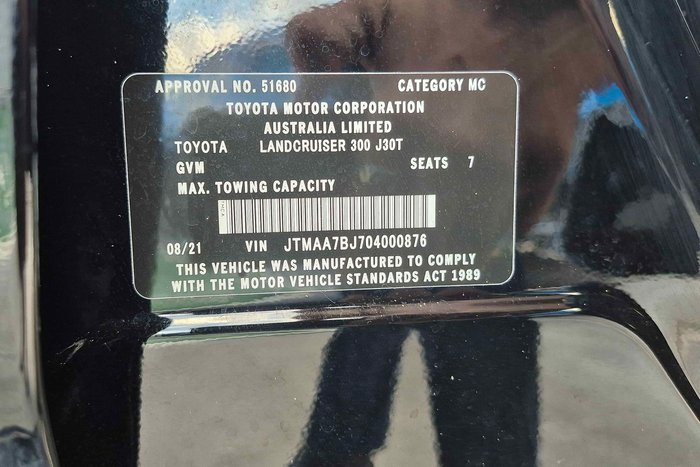 APPROVAL NO. 51680 CATEGORY MC
TOYOTA MOTOR CORPORATION
AUSTRALIA LIMITED
TOYOTA LANDCRUISER 300 J30T
GVM SEATS 7
MAX. TOWING CAPACITY
08/21 VIN JTMAA7BJ704000876
THIS VEHICLE WAS MANUFACTURED TO COMPLY
WITH THE MOTOR VEHICLE STANDARDS ACT 1989